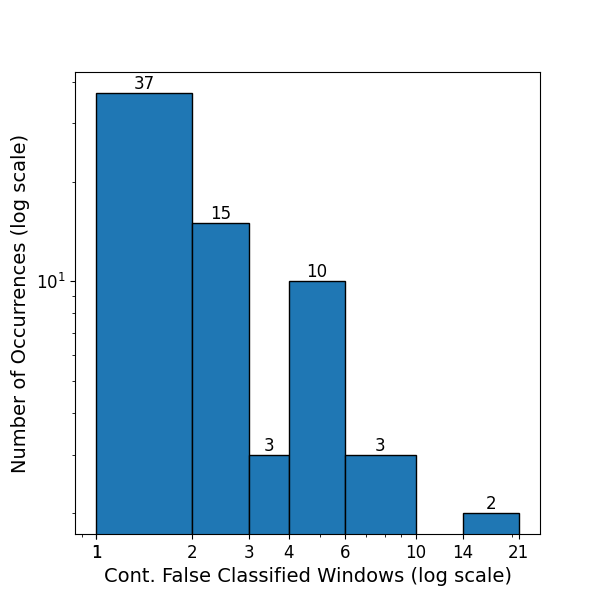 37
15
10
3
3
2
10¹
Number of Occurrences (log scale)
1 2 3 4 6 10 14 21
Cont. False Classified Windows (log scale)